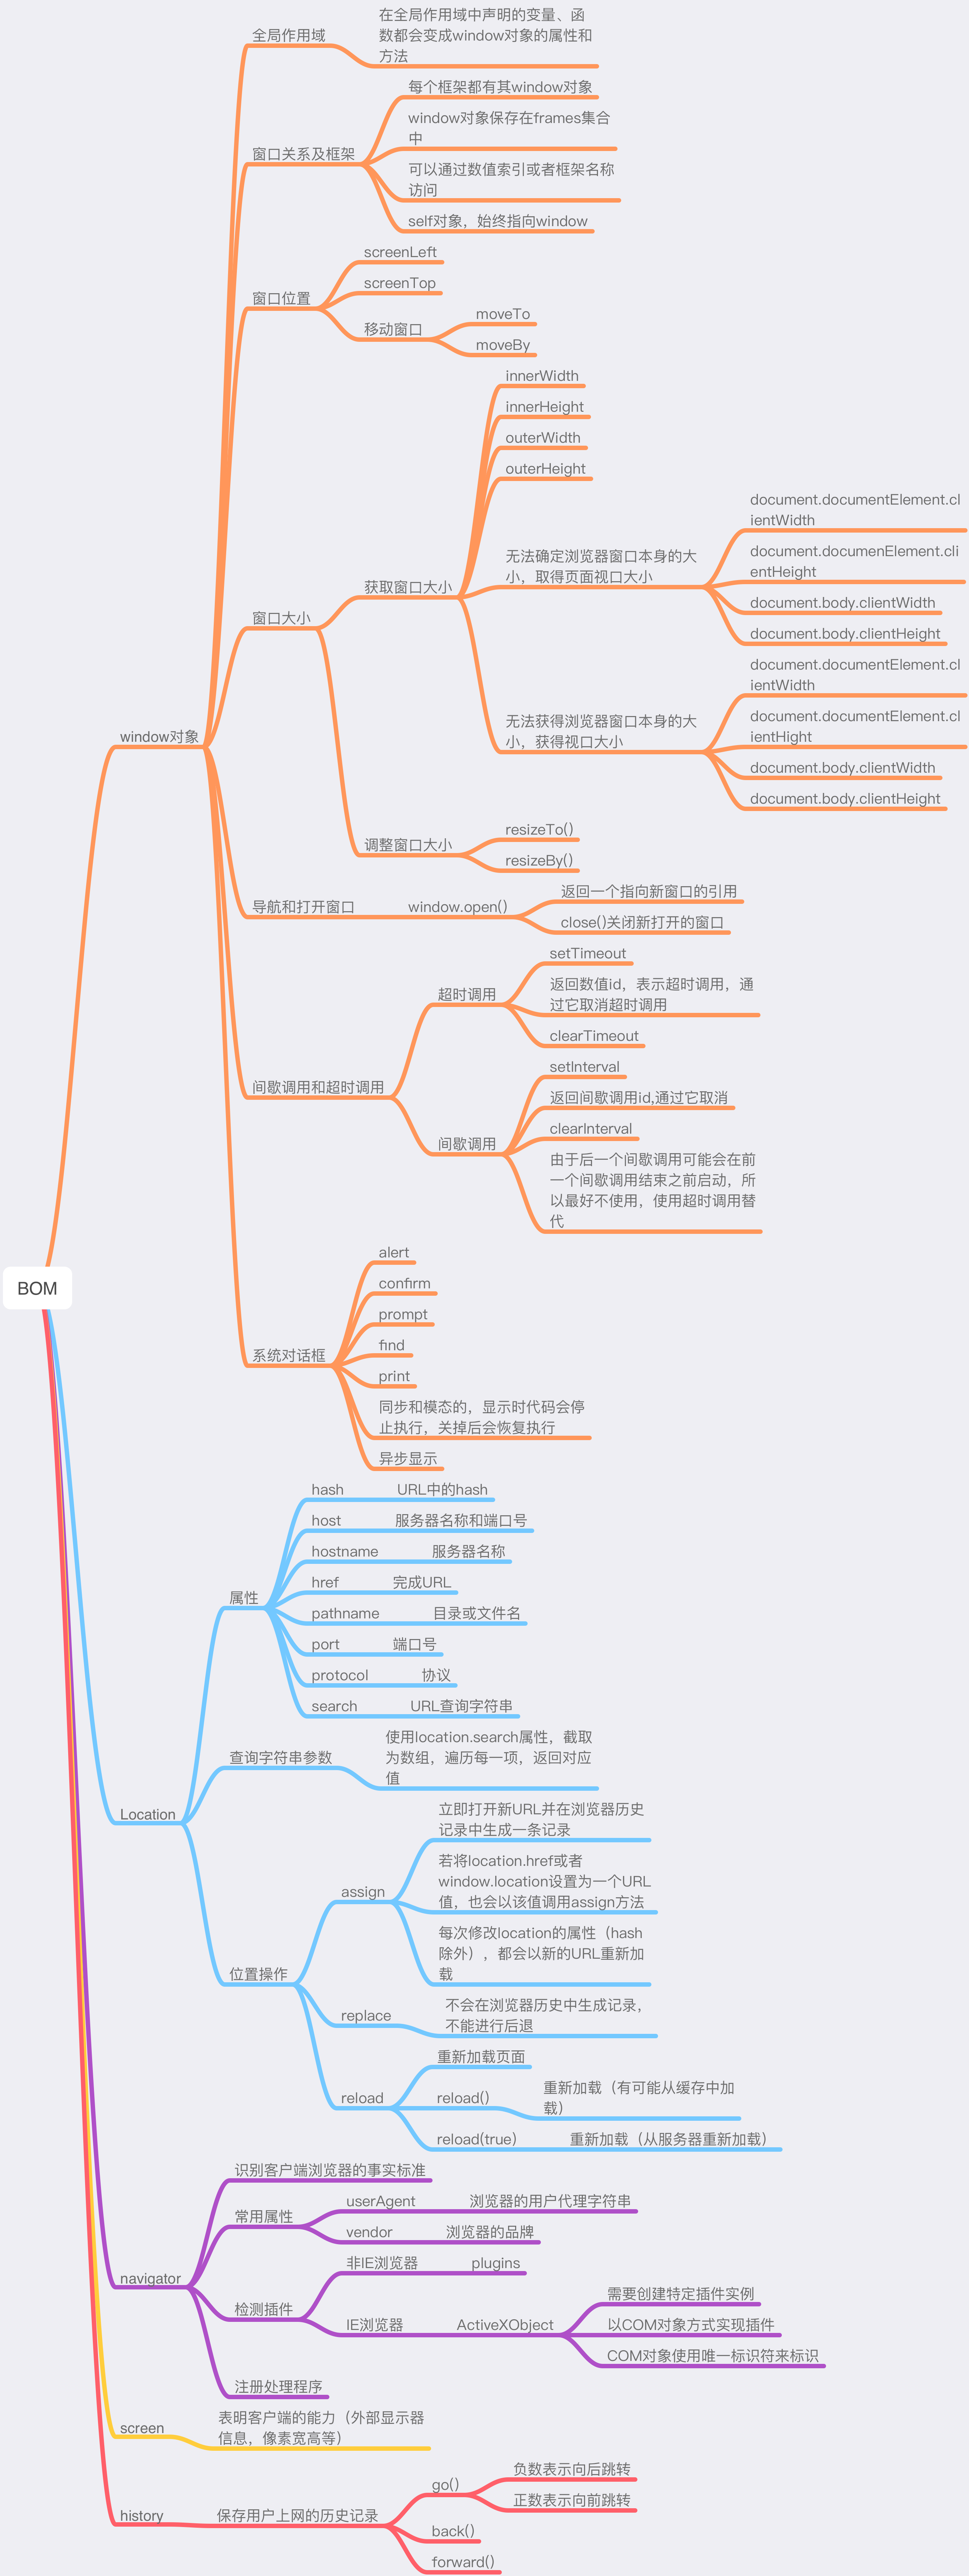 全局作用域
在全局作用域中声明的变量、函
数都会变成window对象的属性和
方法
窗口关系及框架
每个框架都有其window对象
window对象保存在frames集合
中
可以通过数值索引或者框架名称
访问
self对象，始终指向window
窗口位置
screenLeft
screenTop
移动窗口
moveTo
moveBy
窗口大小
获取窗口大小
innerWidth
innerHeight
outerWidth
outerHeight
无法确定浏览器窗口本身的大
小，取得页面视口大小
document.documentElement.cl
ientWidth
document.documenElement.cli
entHeight
document.body.clientWidth
document.body.clientHeight
无法获得浏览器窗口本身的大
小，获得视口大小
document.documentElement.cl
ientWidth
document.documentElement.cl
ientHight
document.body.clientWidth
document.body.clientHeight
window对象
调整窗口大小
resizeTo()
resizeBy()
导航和打开窗口
window.open()
返回一个指向新窗口的引用
close()关闭新打开的窗口
间歇调用和超时调用
超时调用
setTimeout
返回数值id，表示超时调用，通
过它取消超时调用
clearTimeout
间歇调用
setInterval
返回间歇调用id,通过它取消
clearInterval
由于后一个间歇调用可能会在前
一个间歇调用结束之前启动，所
以最好不使用，使用超时调用替
代
BOM
系统对话框
alert
confirm
prompt
find
print
同步和模态的，显示时代码会停
止执行，关掉后会恢复执行
异步显示
Location
属性
hash
URL中的hash
host
服务器名称和端口号
hostname
服务器名称
href
完成URL
pathname
目录或文件名
port
端口号
protocol
协议
search
URL查询字符串
查询字符串参数
使用location.search属性，截取
为数组，遍历每一项，返回对应
值
位置操作
assign
立即打开新URL并在浏览器历史
记录中生成一条记录
若将location.href或者
window.location设置为一个URL
值，也会以该值调用assign方法
每次修改location的属性（hash
除外），都会以新的URL重新加
载
replace
不会在浏览器历史中生成记录，
不能进行后退
reload
重新加载页面
reload()
重新加载（有可能从缓存中加
载）
reload(true)
重新加载（从服务器重新加载）
navigator
识别客户端浏览器的事实标准
常用属性
userAgent
浏览器的用户代理字符串
vendor
浏览器的品牌
检测插件
非IE浏览器
plugins
IE浏览器
ActiveXObject
需要创建特定插件实例
以COM对象方式实现插件
COM对象使用唯一标识符来标识
注册处理程序
screen
表明客户端的能力（外部显示器
信息，像素宽高等）
history
保存用户上网的历史记录
go()
负数表示向后跳转
正数表示向前跳转
back()
forward()